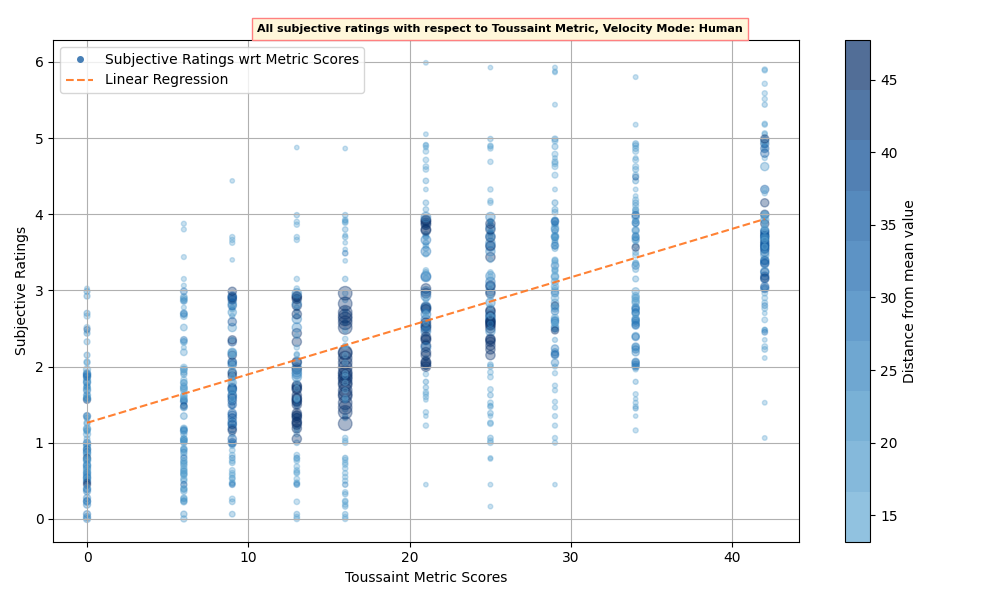 All subjective ratings with respect to Toussaint Metric, Velocity Mode: Human
Subjective Ratings wrt Metric Scores
Linear Regression
6
5
4
3
2
1
0
Subjective Ratings
0 10 20 30 40
Toussaint Metric Scores
45
40
35
30
25
20
15
Distance from mean value